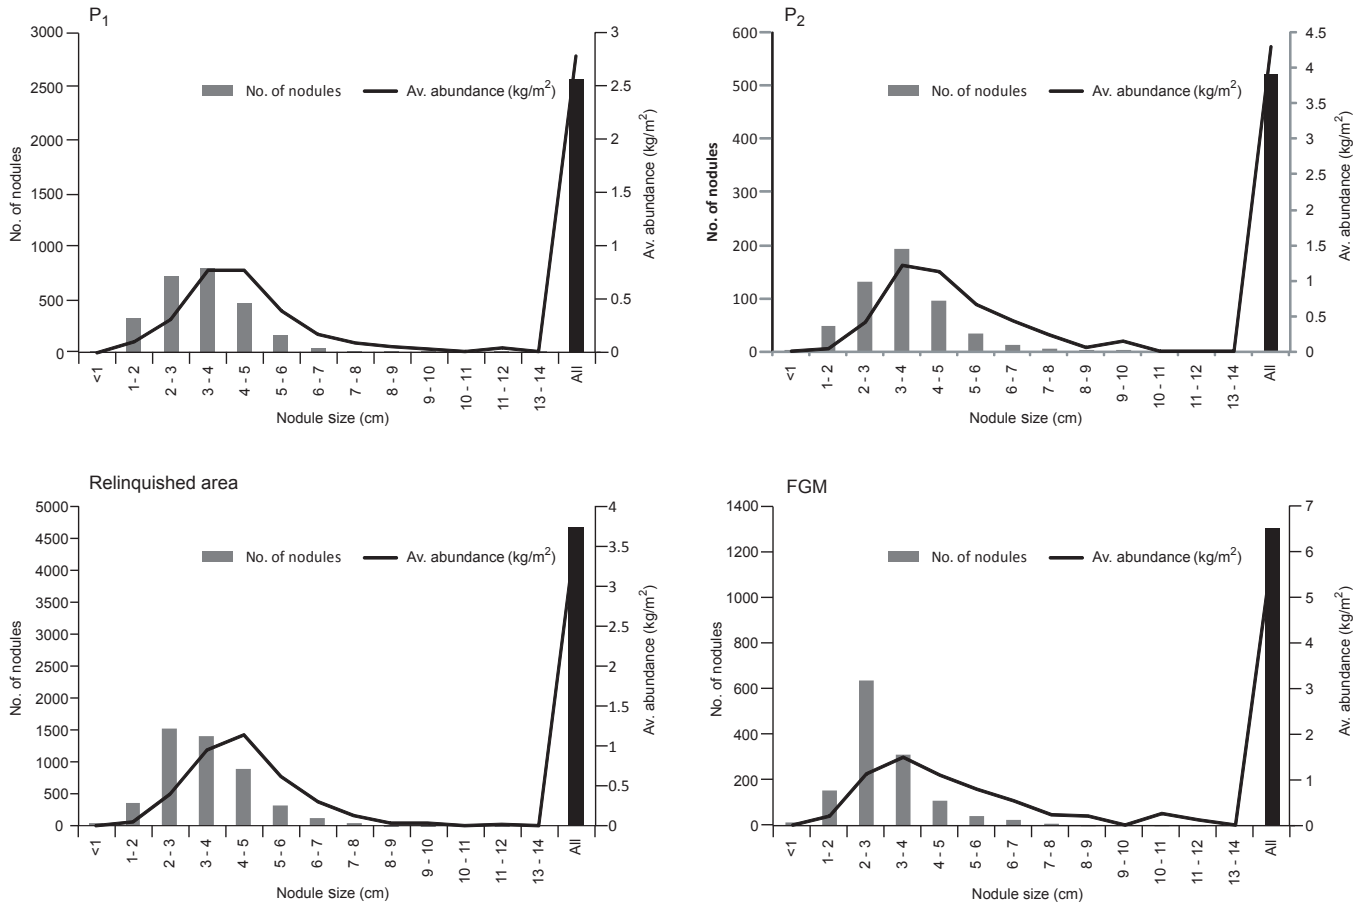 P1
3000
2500
2000
1500
1000
500
0
3
2.5
2
1.5
1
0.5
0
No. of nodules
Av. abundance (kg/m2)
No. of nodules
Av. abundance (kg/m2)
<1
1 - 2
2 - 3
3 - 4
4 - 5
5 - 6
6 - 7
7 - 8
8 - 9
9 - 10
10 - 11
11 - 12
13 - 14
All
Nodule size (cm)
P2
600
500
400
300
200
100
0
4.5
4
3.5
3
2.5
2
1.5
1
0.5
0
No. of nodules
Av. abundance (kg/m2)
No. of nodules
Av. abundance (kg/m2)
<1
1 - 2
2 - 3
3 - 4
4 - 5
5 - 6
6 - 7
7 - 8
8 - 9
9 - 10
10 - 11
11 - 12
13 - 14
All
Nodule size (cm)
Relinquished area
5000
4500
4000
3500
3000
2500
2000
1500
1000
500
0
4
3.5
3
2.5
2
1.5
1
0.5
0
No. of nodules
Av. abundance (kg/m2)
No. of nodules
Av. abundance (kg/m2)
<1
1 - 2
2 - 3
3 - 4
4 - 5
5 - 6
6 - 7
7 - 8
8 - 9
9 - 10
10 - 11
11 - 12
13 - 14
All
Nodule size (cm)
FGM
1400
1200
1000
800
600
400
200
0
7
6
5
4
3
2
1
0
No. of nodules
Av. abundance (kg/m2)
No. of nodules
Av. abundance (kg/m2)
<1
1 - 2
2 - 3
3 - 4
4 - 5
5 - 6
6 - 7
7 - 8
8 - 9
9 - 10
10 - 11
11 - 12
13 - 14
All
Nodule size (cm)